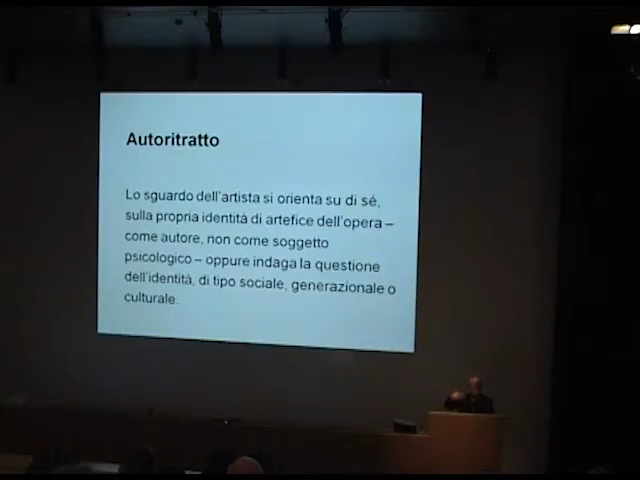 Autoritratto
Lo sguardo dell'artista si orienta su di sé,
sulla propria identità di artefice dell'opera –
come autore, non come soggetto
psicologico – oppure indaga la questione
dell'identità, di tipo sociale, generazionale o
culturale.